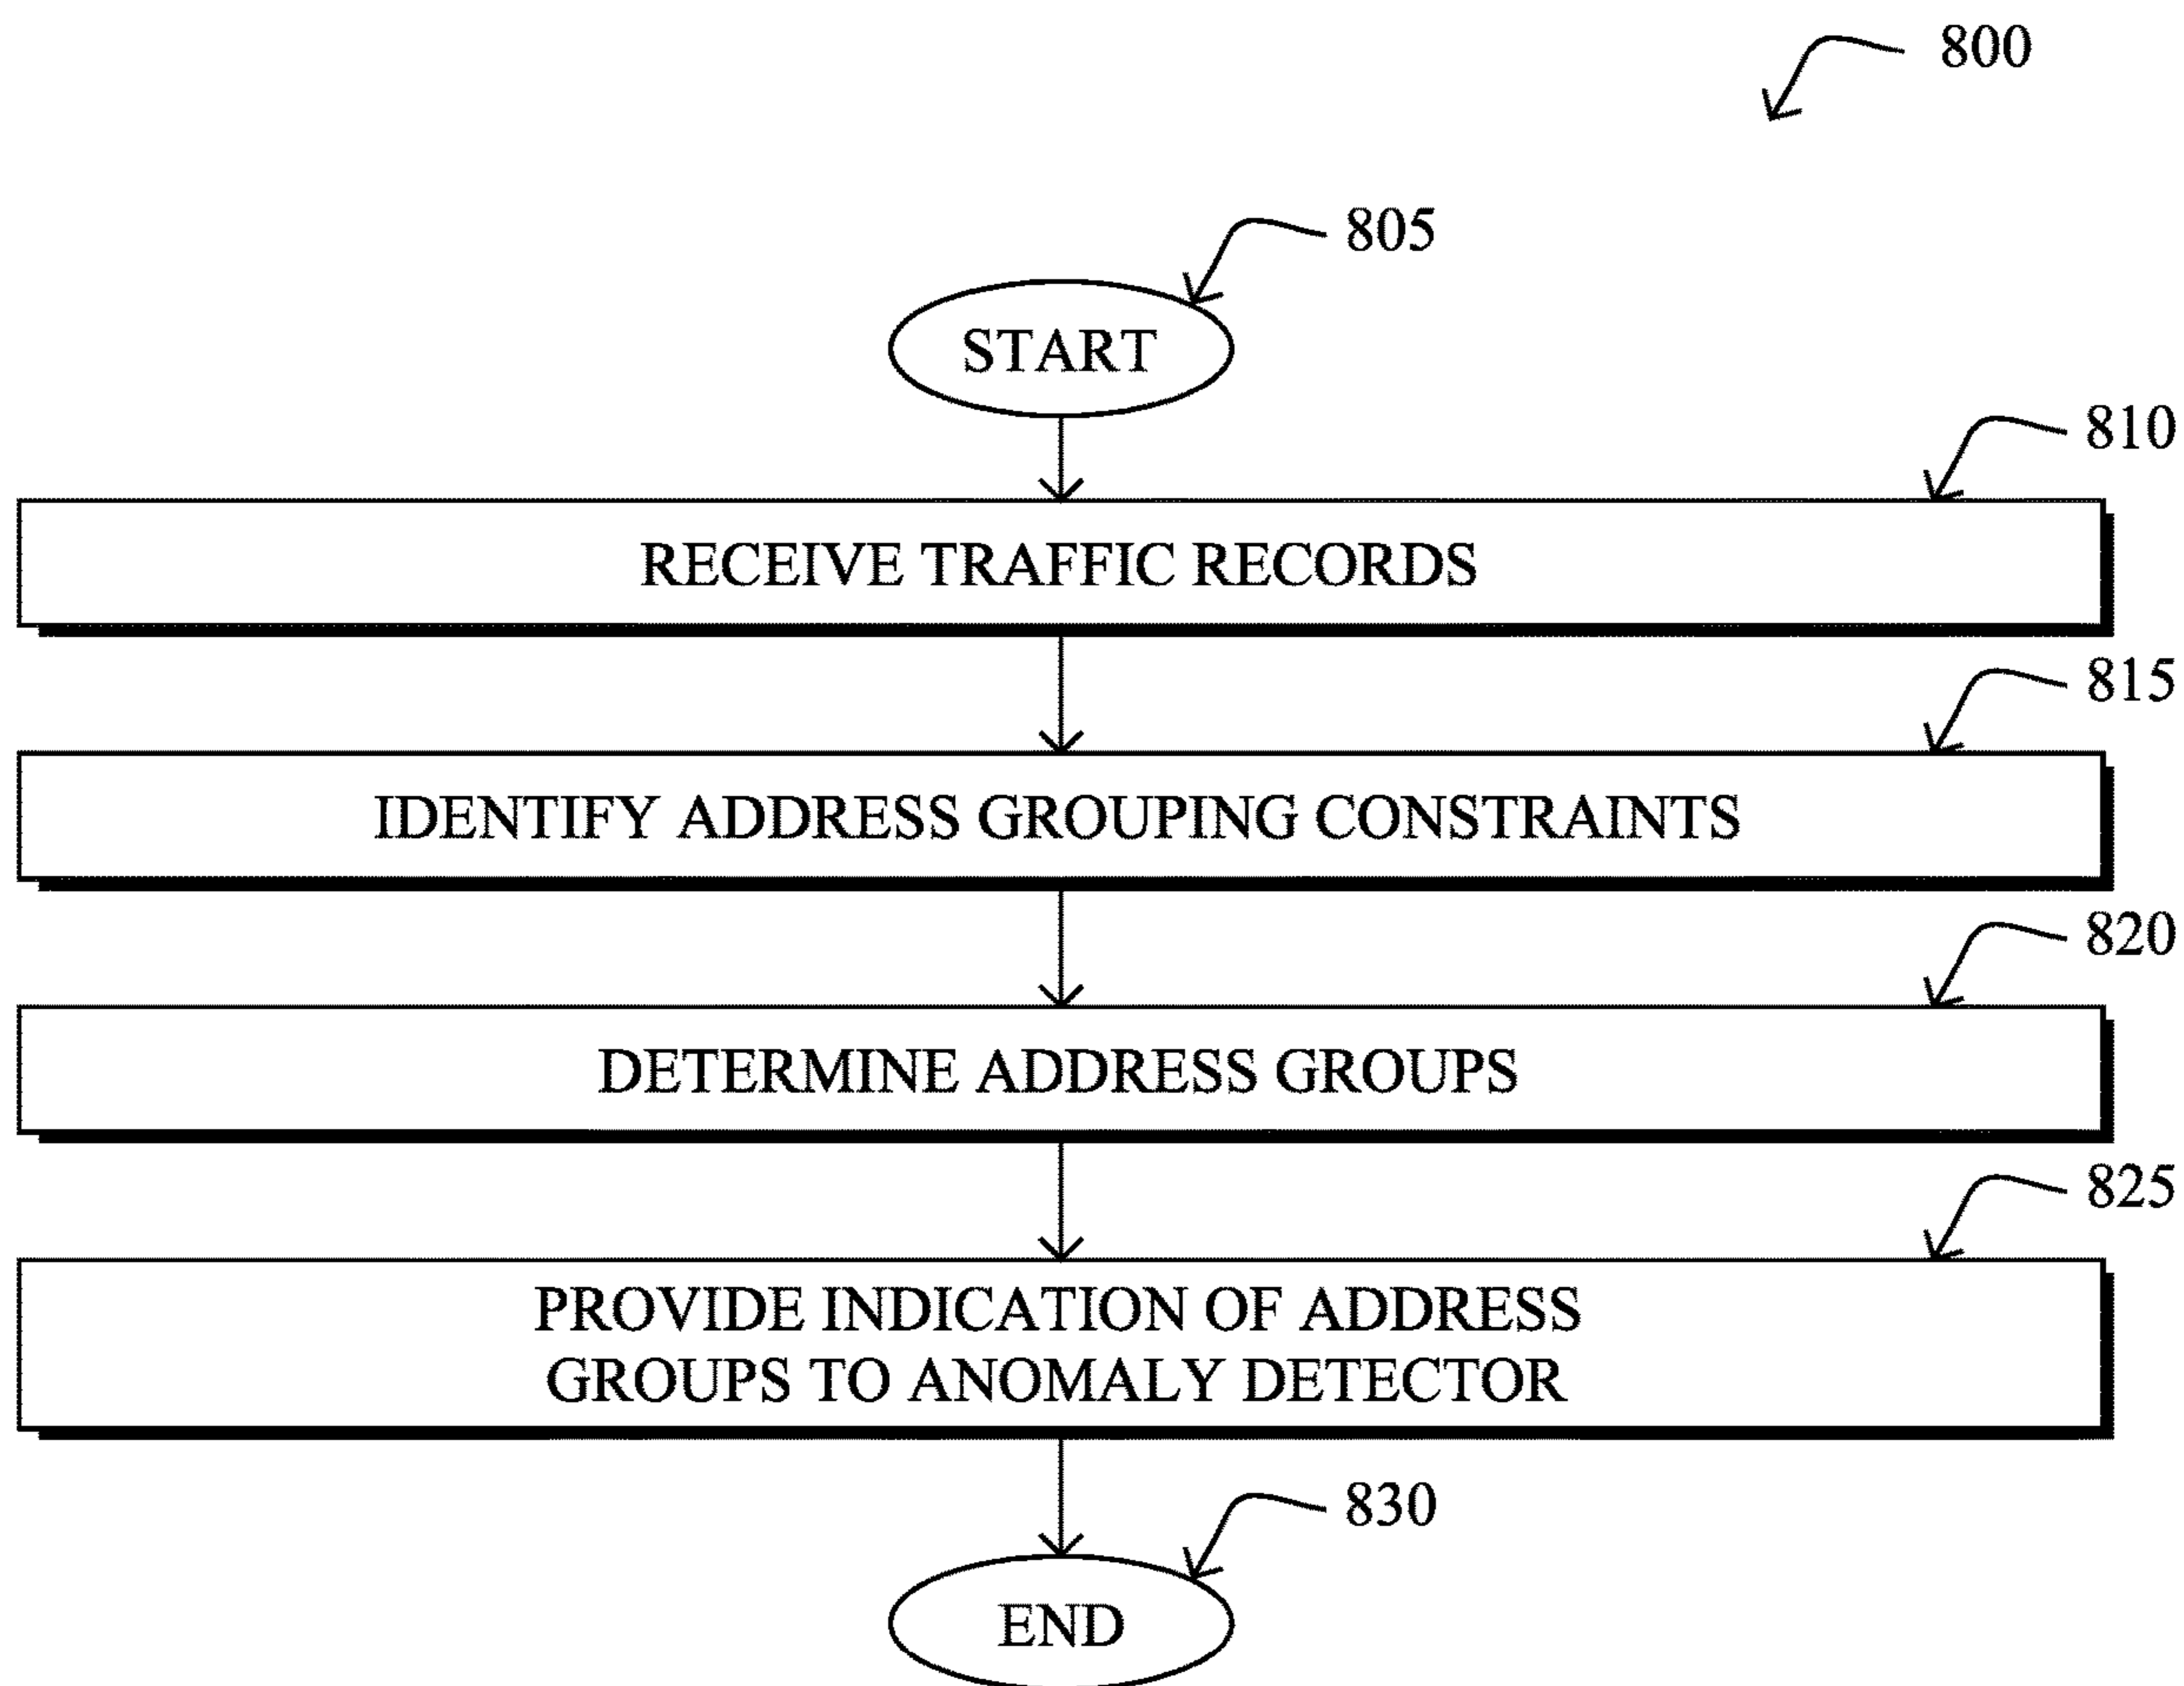 800
805
START
810
RECEIVE TRAFFIC RECORDS
815
IDENTIFY ADDRESS GROUPING CONSTRAINTS
820
DETERMINE ADDRESS GROUPS
825
PROVIDE INDICATION OF ADDRESS
GROUPS TO ANOMALY DETECTOR
830
END